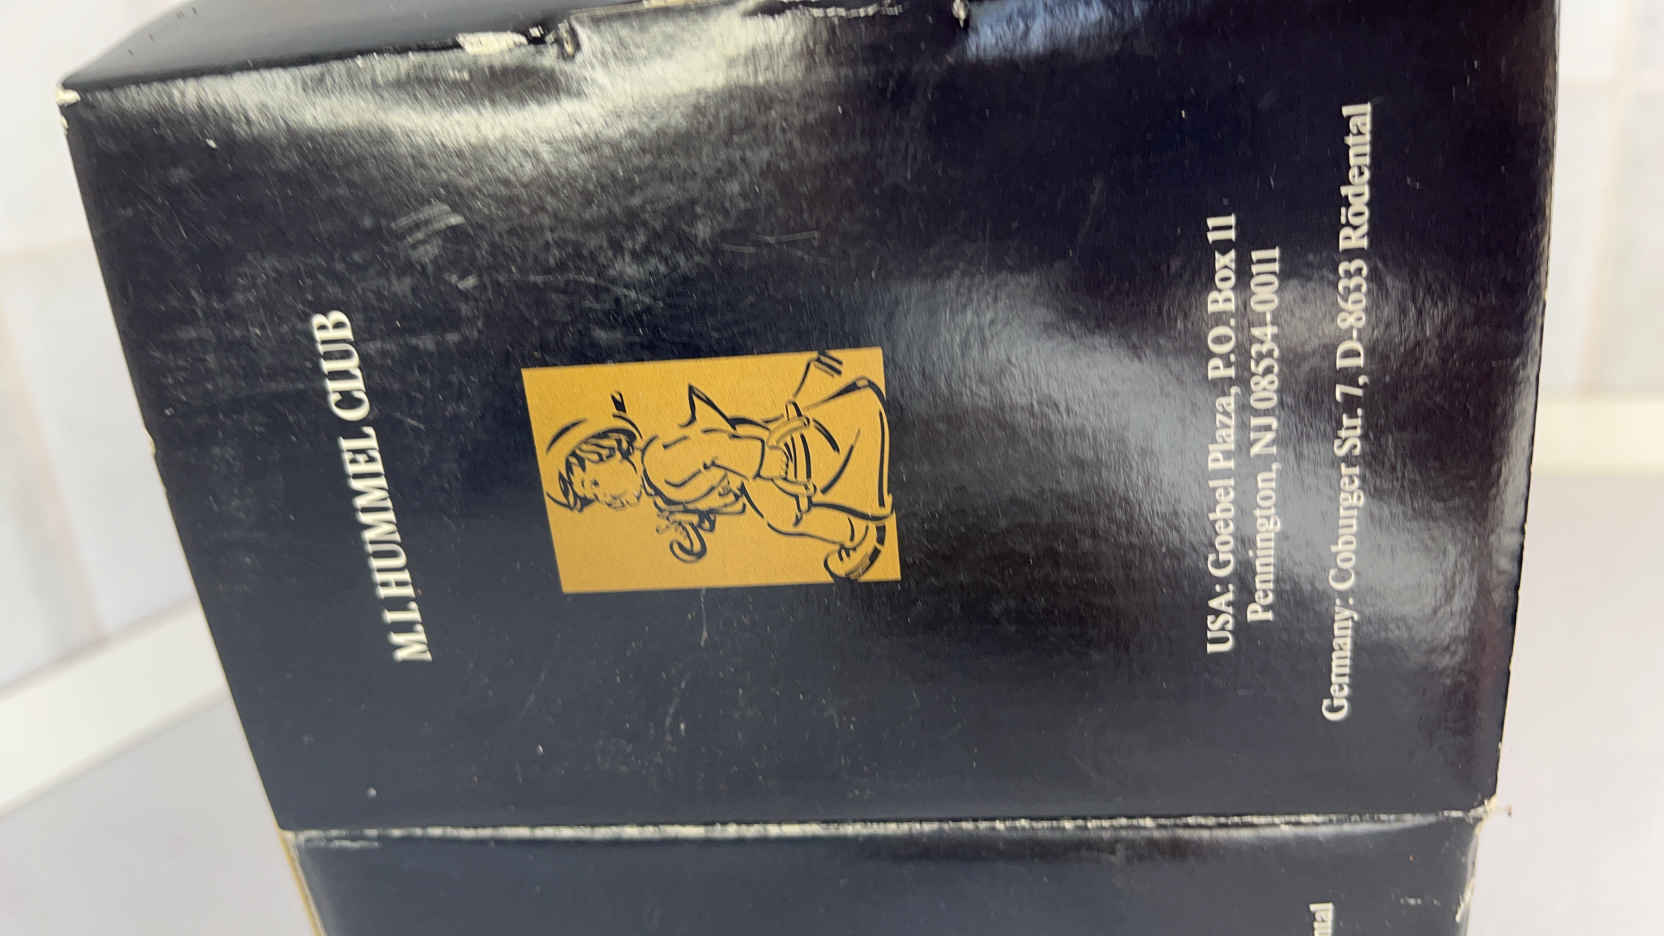 M.I. HUMMEL CLUB
USA: Goebel Plaza, P.O. Box 11
Pennington, NJ 08534-0011
Germany: Coburger Str. 7, D-8633 Rödental